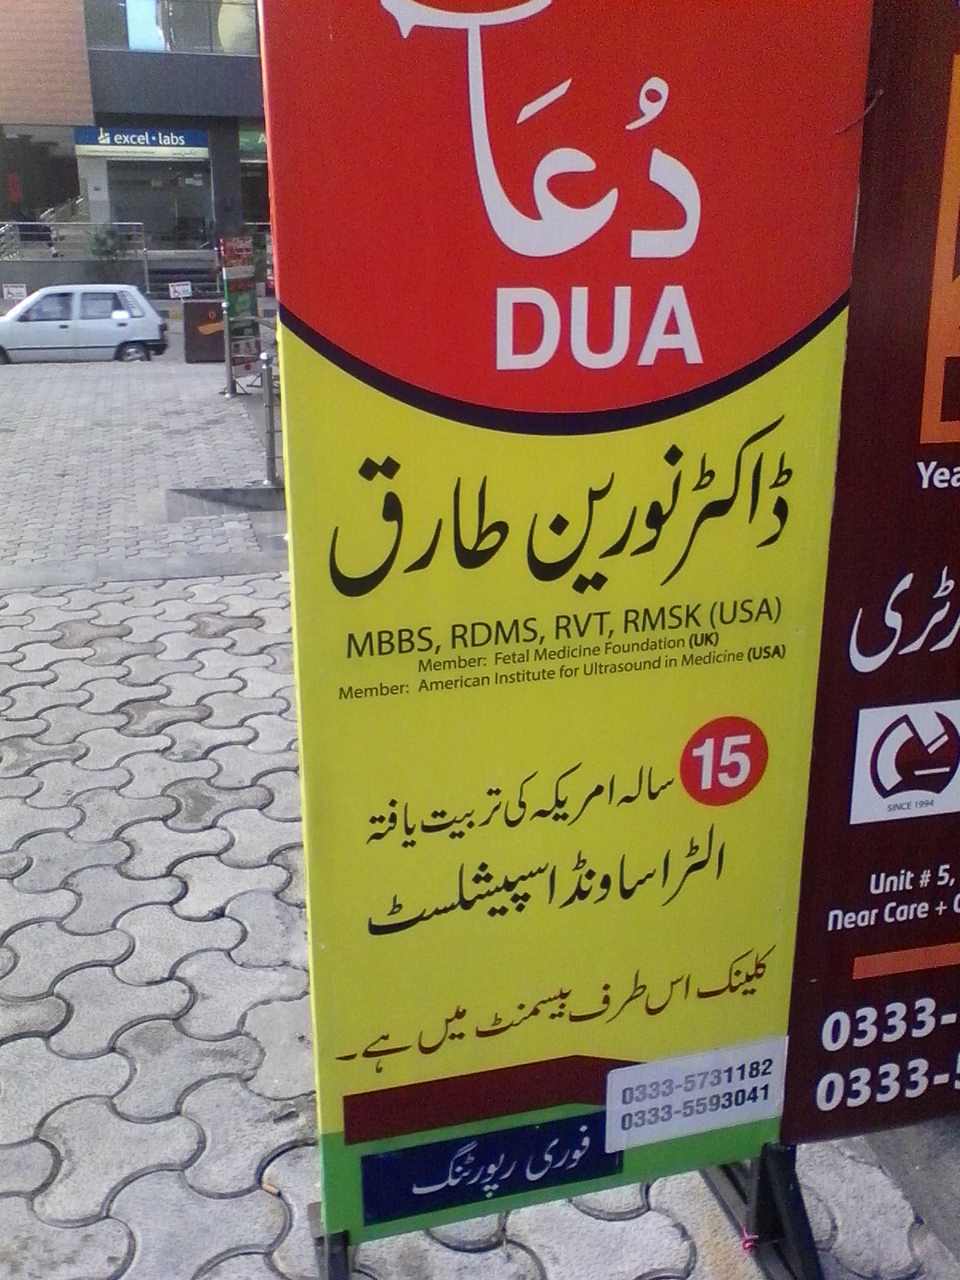 excel labs
دُعَا
DUA
ڈاکٹر نورین طارق
MBBS, RDMS, RVT, RMSK (USA)
Member: Fetal Medicine Foundation (UK)
Member: American Institute for Ultrasound in Medicine (USA)
15 سالہ امریکہ کی تربیت یافتہ
الٹراساونڈ اسپیشلسٹ
کلینک اس طرف بیسمنٹ میں ہے۔
0333-5731182
0333-5593041
فوری رپورٹنگ
SINCE 1994
Unit # 5,
Near Care +
0333-
0333-